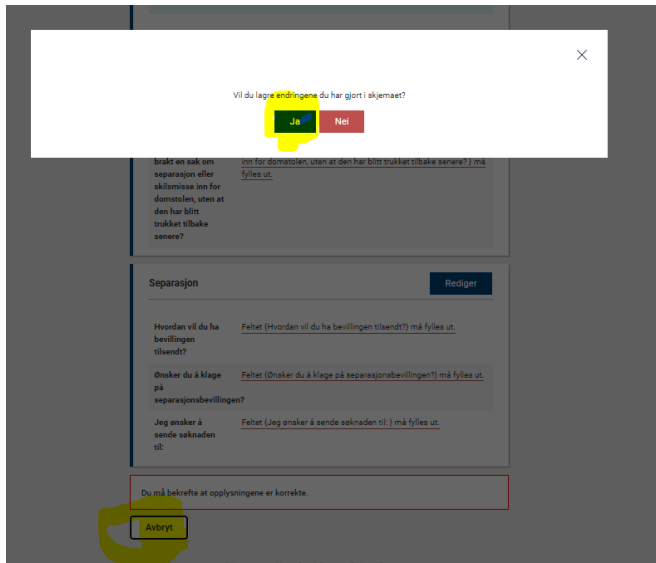 Vil du lagre endringene du har gjort i skjemaet?
Ja Nei
brakt en sak om
separasjon eller
skilsmisse inn for
domstolen, uten at
den har blitt
trukket tilbake
senere?
inn for domstolen, uten at den har blitt trukket tilbake senere? } må
fylles ut.
Separasjon
Rediger
Hvordan vil du ha
bevillingen
tilsendt?
Feltet {Hvordan vil du ha bevillingen tilsendt?} må fylles ut.
Ønsker du å klage
på
separasjonsbevillingen?
Feltet {Ønsker du å klage på separasjonsbevillingen?} må fylles ut.
Jeg ønsker å
sende søknaden
til:
Feltet {Jeg ønsker å sende søknaden til: } må fylles ut.
Du må bekrefte at opplysningene er korrekte.
Avbryt